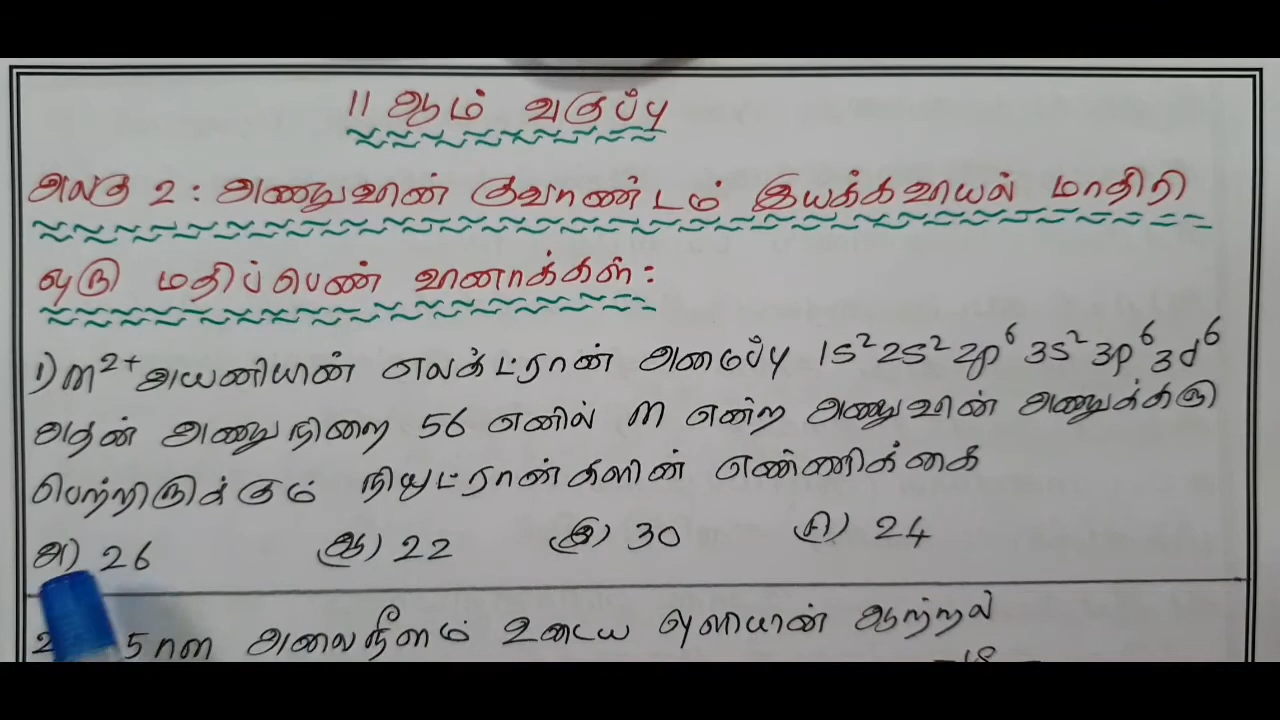 11 ஆம் வகுப்பு
அலகு 2 : அணுவின் குவாண்டம் இயக்கவியல் மாதிரி
ஒரு மதிப்பெண் வினாக்கள் :
1) m²⁺ அயனியின் எலக்ட்ரான் அமைப்பு 1S² 2S² 2p⁶ 3S² 3p⁶ 3d⁶
அதன் அணு நிறை 56 எனில் m என்ற அணுவின் அணுக்கரு
பெற்றிருக்கும் நியுட்ரான்களின் எண்ணிக்கை
அ) 26 ஆ) 22 இ) 30 ஈ) 24
2 அலைநீளம் உடைய ஒளியின் ஆற்றல்